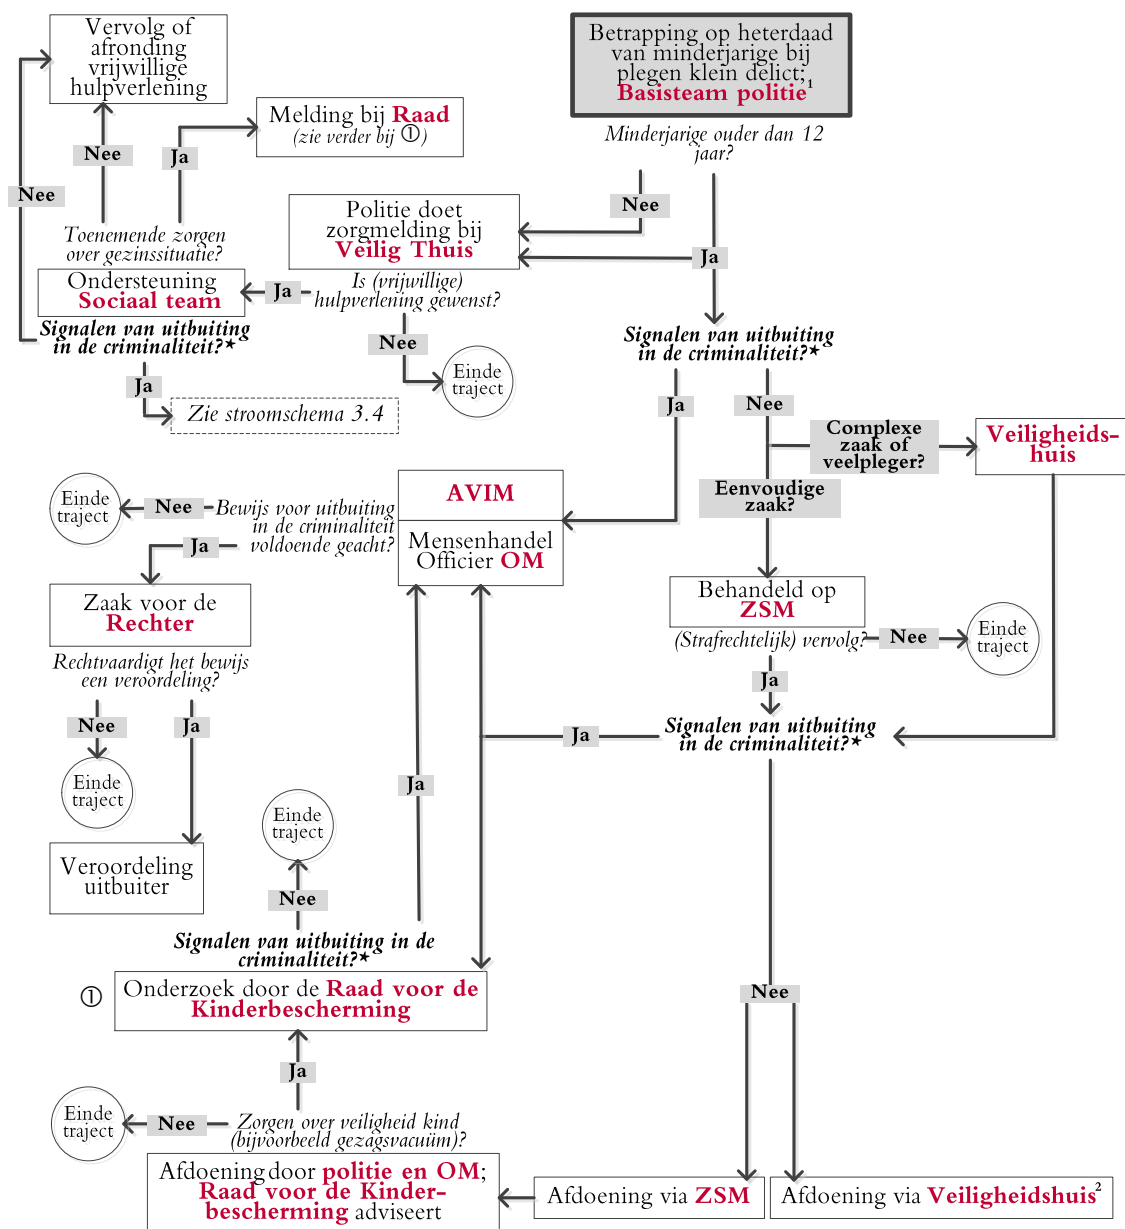 Vervolg of
afronding
vrijwillige
hulpverlening
Betrapping op heterdaad
van minderjarige bij
plegen klein delict;
Basisteam politie¹
Melding bij Raad
(zie verder bij ①)
Minderjarige ouder dan 12
jaar?
Nee
Ja
Nee
Nee
Politie doet
zorgmelding bij
Veilig Thuis
Toenemende zorgen
over gezinssituatie?
Ja
Ondersteuning
Sociaal team
Ja
Is (vrijwillige)
hulpverlening gewenst?
Signalen van uitbuiting
in de criminaliteit?*
Signalen van uitbuiting
in de criminaliteit?*
Nee
Einde
traject
Ja
Zie stroomschema 3.4
Ja
Nee
Complexe
zaak of
veelpleger?
Veiligheids-
huis
Eenvoudige
zaak?
AVIM
Mensenhandel
Officier OM
Einde
traject
Nee
Bewijs voor uitbuiting
in de criminaliteit
voldoende geacht?
Ja
Zaak voor de
Rechter
Behandeld op
ZSM
(Strafrechtelijk) vervolg?
Nee
Einde
traject
Rechtvaardigt het bewijs
een veroordeling?
Ja
Nee
Ja
Signalen van uitbuiting
in de criminaliteit?*
Ja
Einde
traject
Ja
Einde
traject
Veroordeling
uitbuiter
Nee
Signalen van uitbuiting in de
criminaliteit?*
①
Onderzoek door de Raad voor de
Kinderbescherming
Nee
Ja
Einde
traject
Nee
Zorgen over veiligheid kind
(bijvoorbeeld gezagsvacuüm)?
Afdoening door politie en OM;
Raad voor de Kinder-
bescherming adviseert
Afdoening via ZSM
Afdoening via Veiligheidshuis²